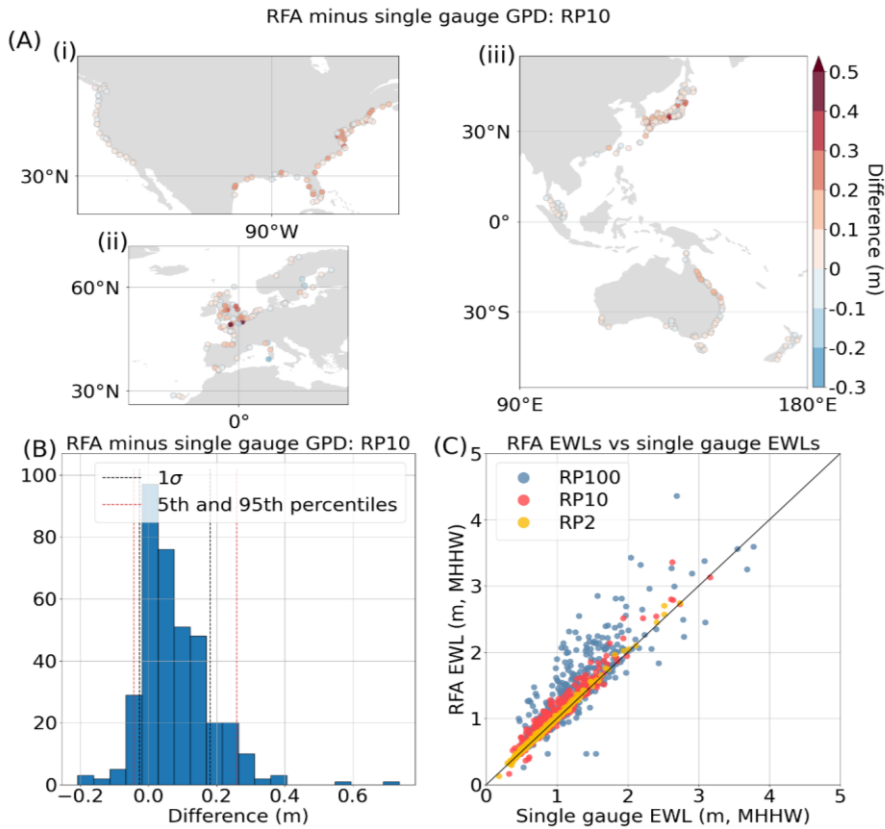 RFA minus single gauge GPD: RP10
(A)
(i)
30°N
90°W
(ii)
60°N
30°N
0°
(iii)
30°N
0°
30°S
90°E
180°E
0.5
0.4
0.3
0.2
0.1
0
-0.1
-0.2
-0.3
Difference (m)
(B)
RFA minus single gauge GPD: RP10
1σ
5th and 95th percentiles
100
80
60
40
20
0
−0.2
0.0
0.2
0.4
0.6
Difference (m)
(C)
RFA EWLs vs single gauge EWLs
RP100
RP10
RP2
RFA EWL (m, MHHW)
5
4
3
2
1
0
0
1
2
3
4
5
Single gauge EWL (m, MHHW)